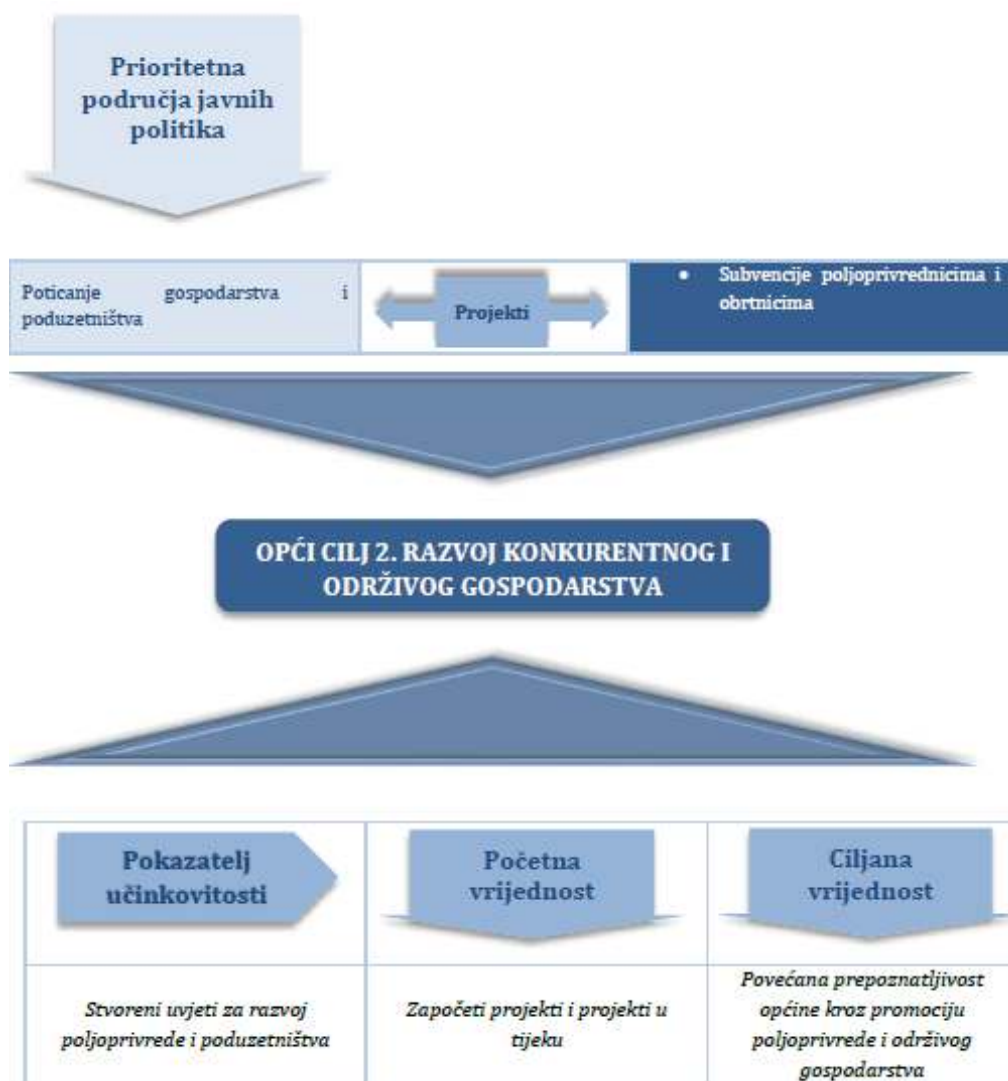 Prioritetna
područja javnih
politika
Poticanje gospodarstva i
poduzetništva
Projekti
• Subvencije poljoprivrednicima i
obrtnicima
OPĆI CILJ 2. RAZVOJ KONKURENTNOG I
ODRŽIVOG GOSPODARSTVA
Pokazatelj
učinkovitosti
Početna
vrijednost
Ciljana
vrijednost
Stvoreni uvjeti za razvoj
poljoprivrede i poduzetništva
Započeti projekti i projekti u
tijeku
Povećana prepoznatljivost
općine kroz promociju
poljoprivrede i održivog
gospodarstva